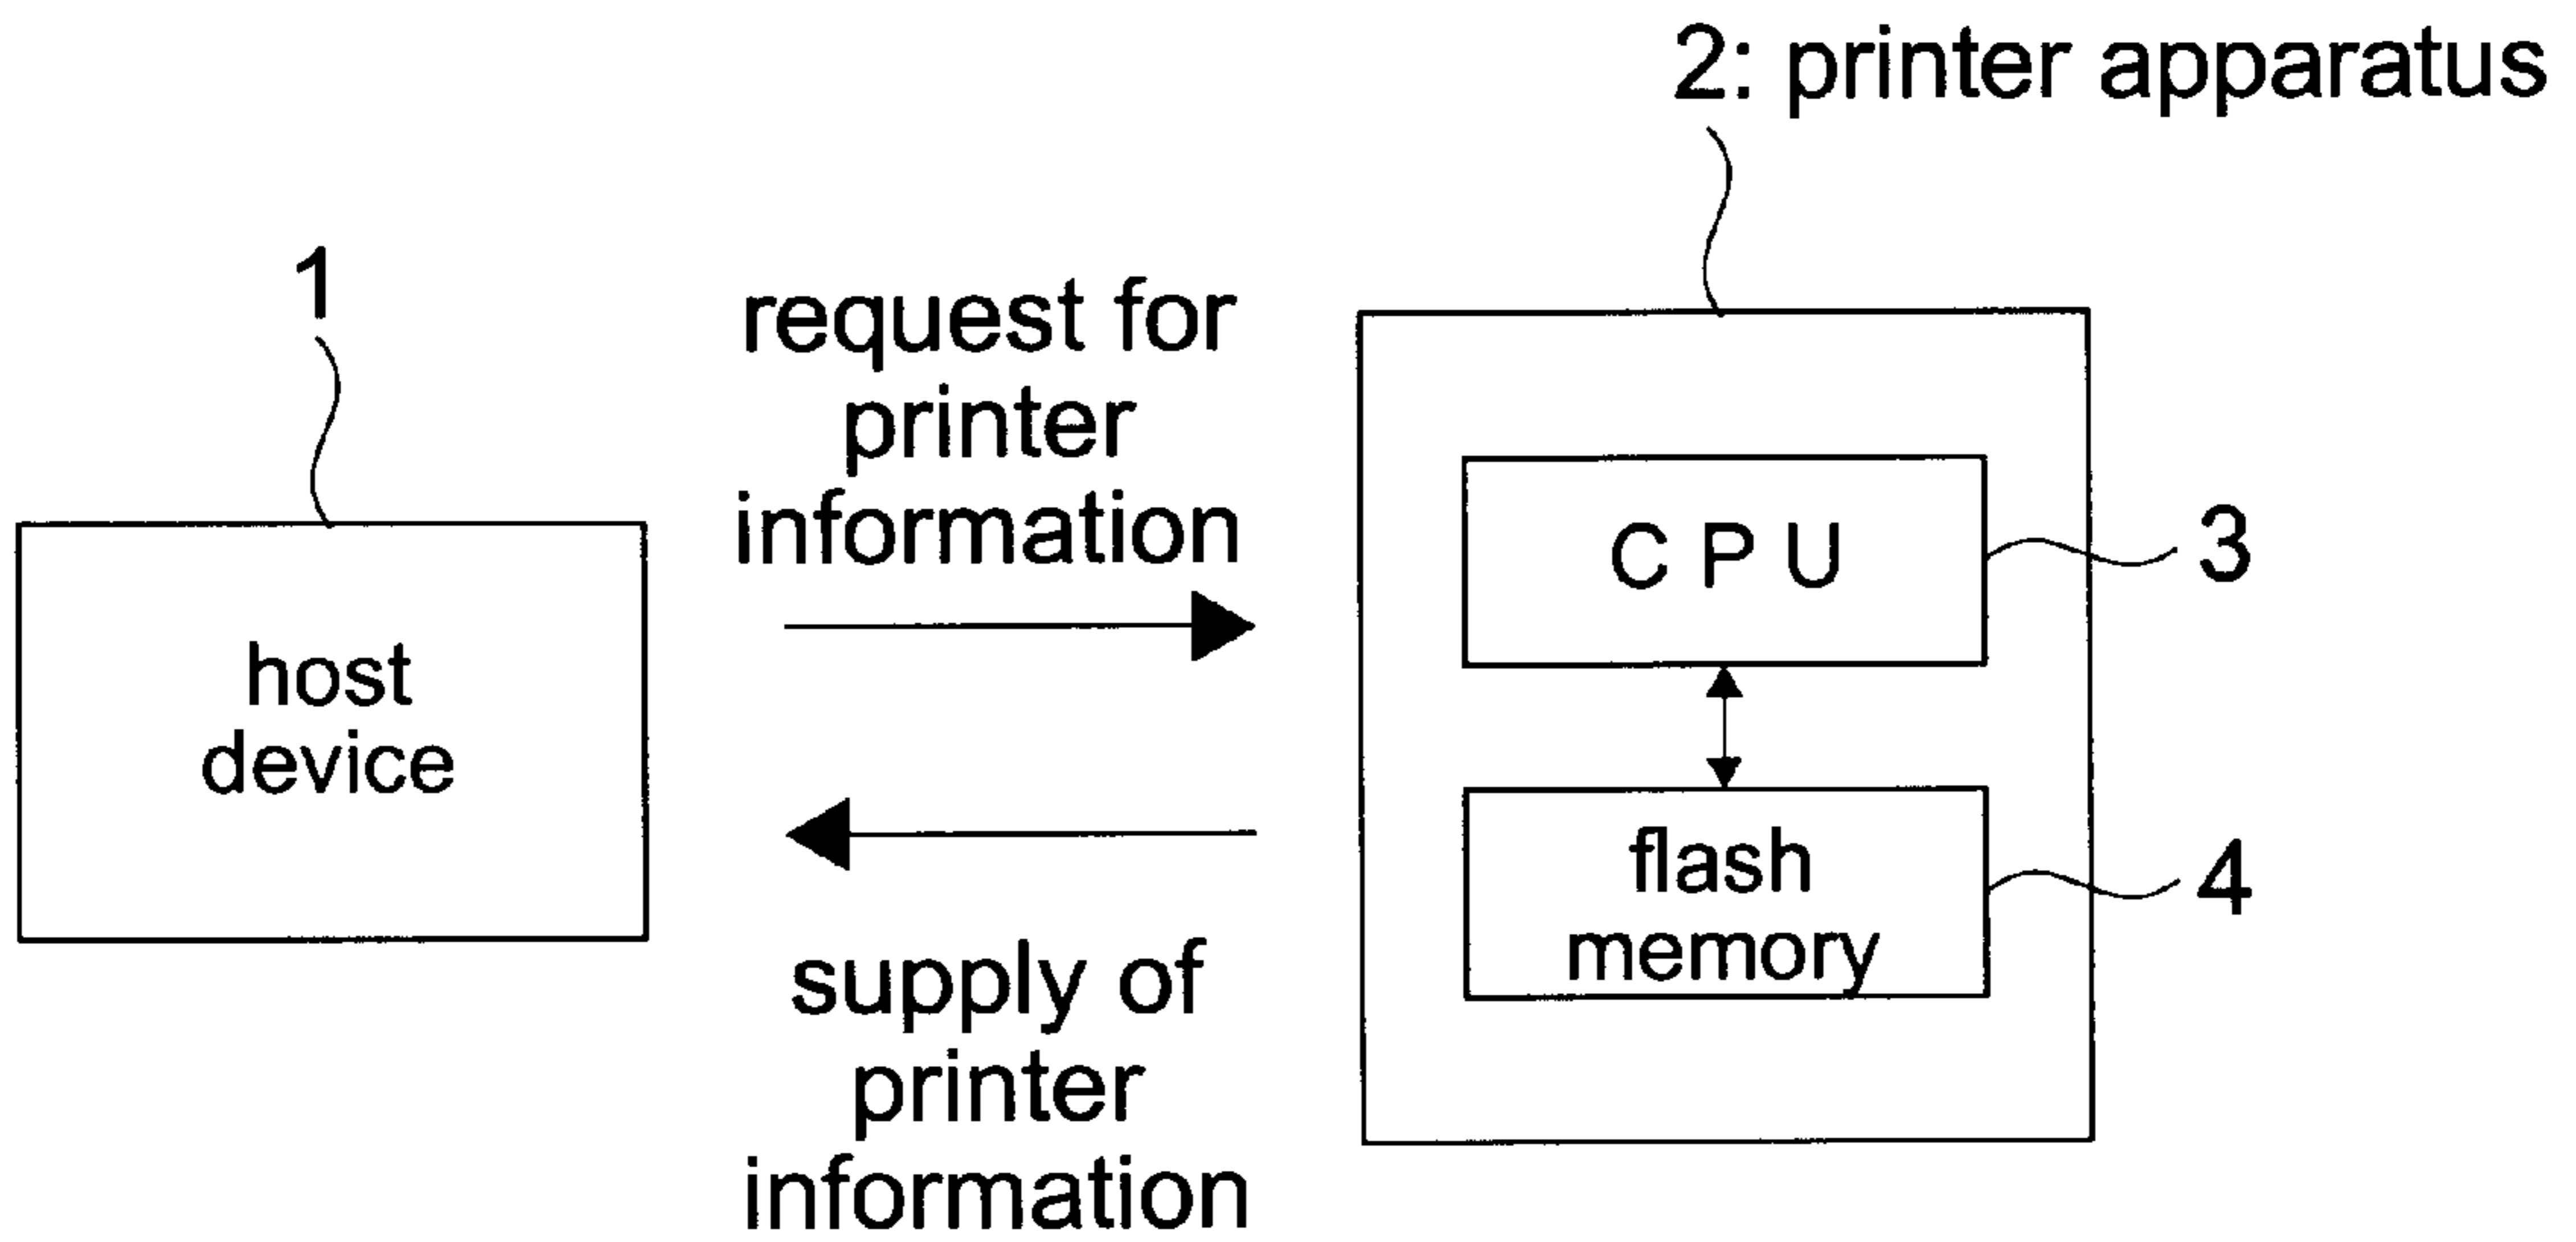 2: printer apparatus
1
request for
printer
information
C P U
3
host
device
flash
memory
4
supply of
printer
information